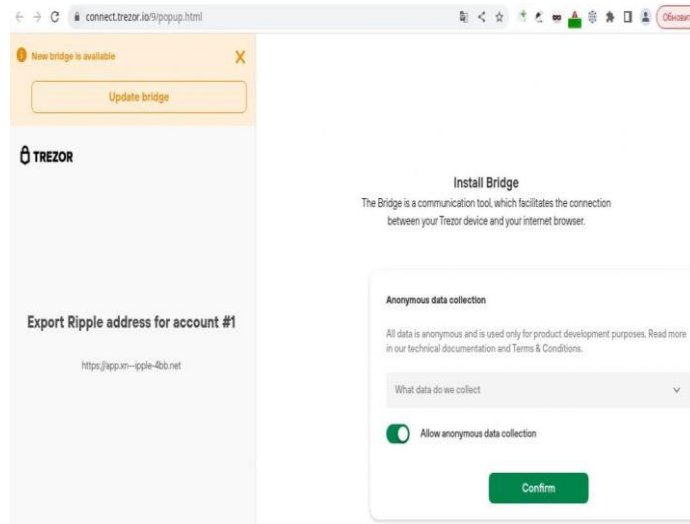 connect.trezor.io/9/popup.html
Обновит
New bridge is available
X
Update bridge
TREZOR
Install Bridge
The Bridge is a communication tool, which facilitates the connection
between your Trezor device and your internet browser.
Export Ripple address for account #1
https://app.xn--ipple-4bb.net
Anonymous data collection
All data is anonymous and is used only for product development purposes. Read more
in our technical documentation and Terms & Conditions.
What data do we collect
Allow anonymous data collection
Confirm